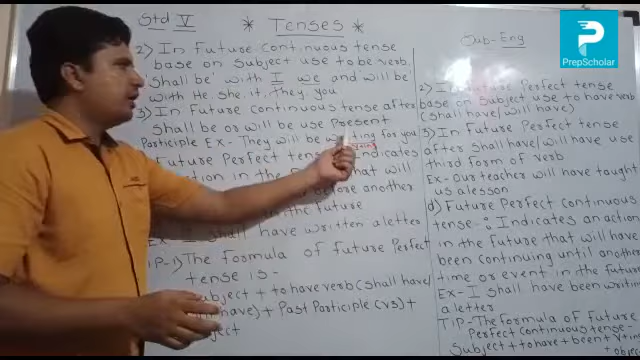 Std V
* Tenses *
Sub-Eng
2) In Future Continuous tense
base on Subject use to be verb.
Shall be' with I we and will be'
with He, she, it, They, you
3) In Future Continuous tense after
shall be or will be use Present
Participle Ex- They will be waiting for you
Future Perfect Indicates
in the Future that will
before another
in the future
I shall have written a letter
TIP-1) The formula of future Perfect
tense is -
Subject + to have verb (shall have/
have) + Past Participle (V3) +
2) In Future Perfect tense
base on Subject use to have verb
(shall have/ will have)
3) In Future Perfect tense
after shall have/ will have use
third form of verb
Ex- Our teacher will have taught
us a lesson
d) Future Perfect Continuous
tense -: Indicates an action
in the Future that will have
been continuing until another
time or event in the future
Ex- I shall have been writing
a letter
TIP - The formula of Future
Perfect Continuous tense -
Subject + to have + been + V+ing
+ object
PrepScholar